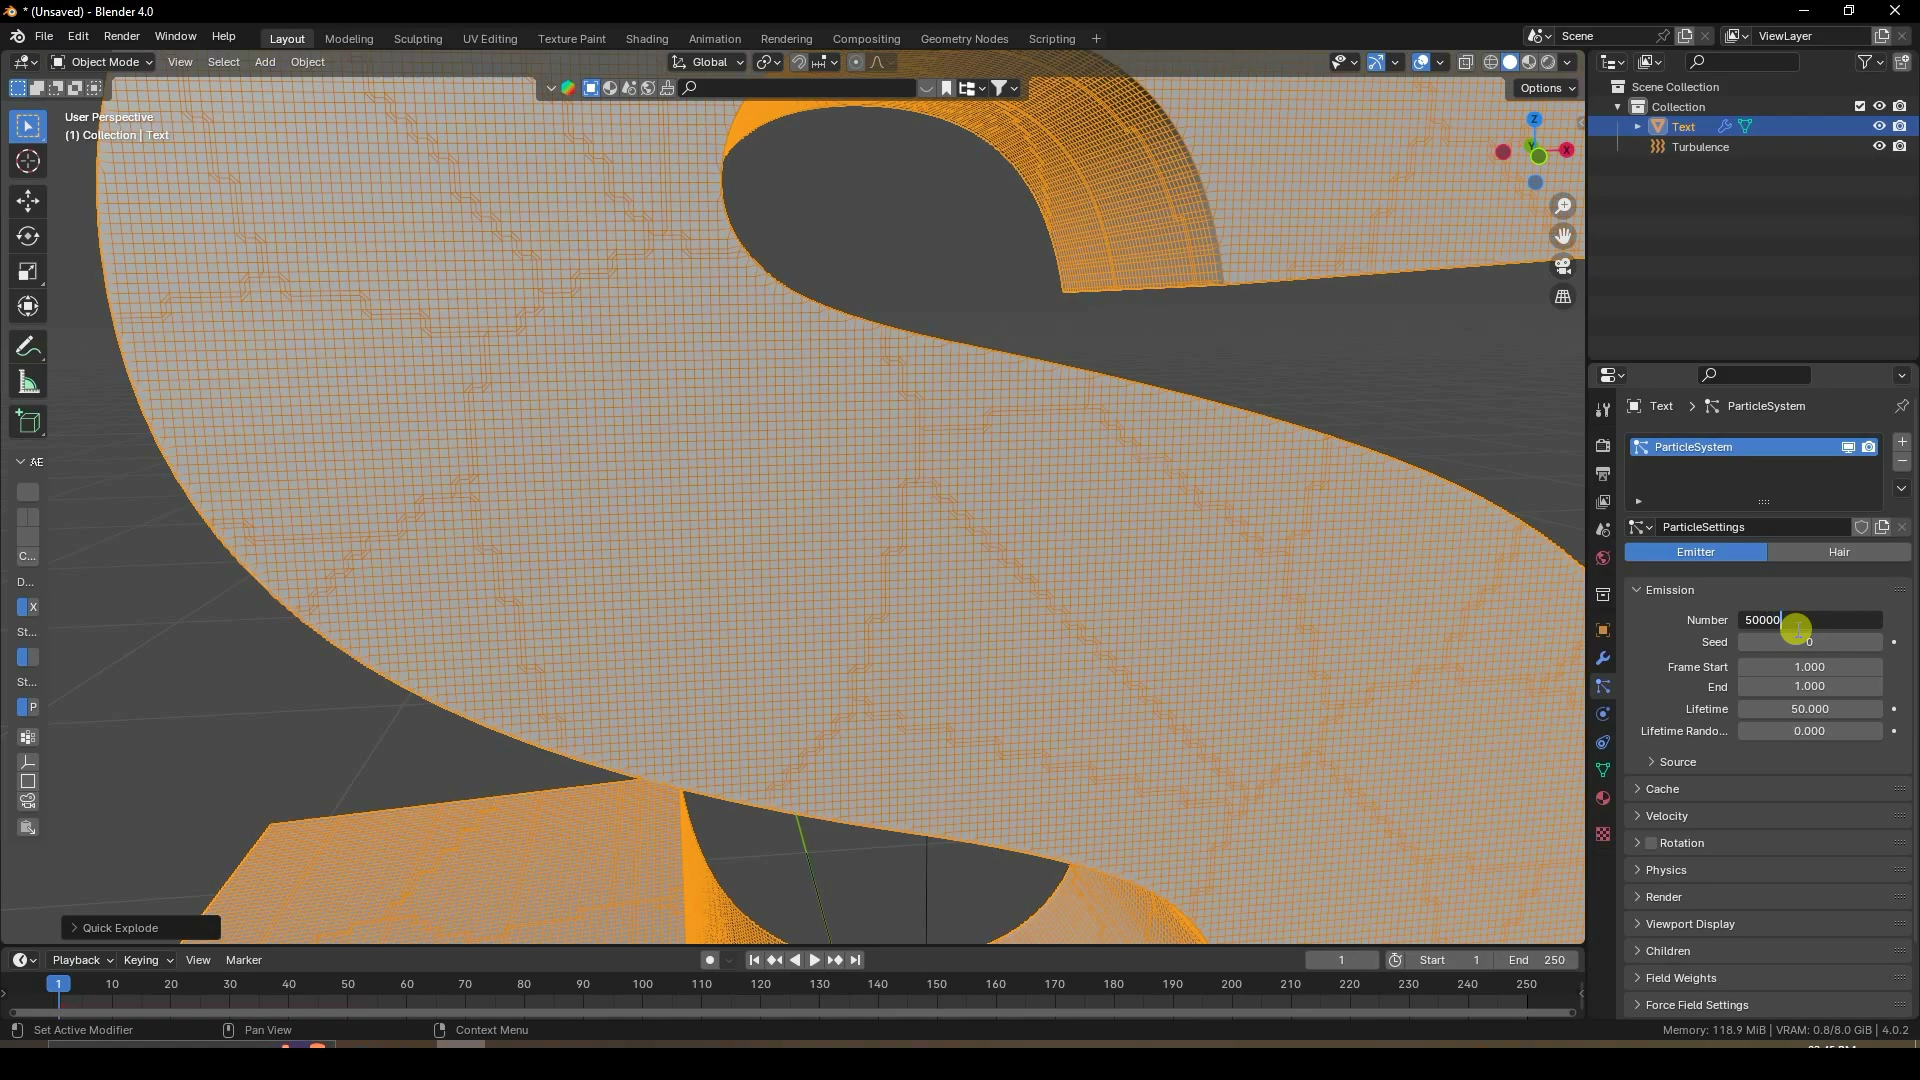 * (Unsaved) - Blender 4.0
File Edit Render Window Help
Layout Modeling Sculpting UV Editing Texture Paint Shading Animation Rendering Compositing Geometry Nodes Scripting +
Scene
ViewLayer
Object Mode View Select Add Object
Global
Options
User Perspective
(1) Collection | Text
Z
Y
X
Scene Collection
Collection
Text
Turbulence
Text > ParticleSystem
ParticleSystem
ParticleSettings
Emitter Hair
Emission
Number 50000
Seed 0
Frame Start 1.000
End 1.000
Lifetime 50.000
Lifetime Rando... 0.000
Source
Cache
Velocity
Rotation
Physics
Render
Viewport Display
Children
Field Weights
Force Field Settings
AE
C...
D...
X
St...
St...
P
Quick Explode
Playback Keying View Marker
1 Start 1 End 250
1 10 20 30 40 50 60 70 80 90 100 110 120 130 140 150 160 170 180 190 200 210 220 230 240 250
Set Active Modifier Pan View Context Menu
Memory: 118.9 MiB | VRAM: 0.8/8.0 GiB | 4.0.2